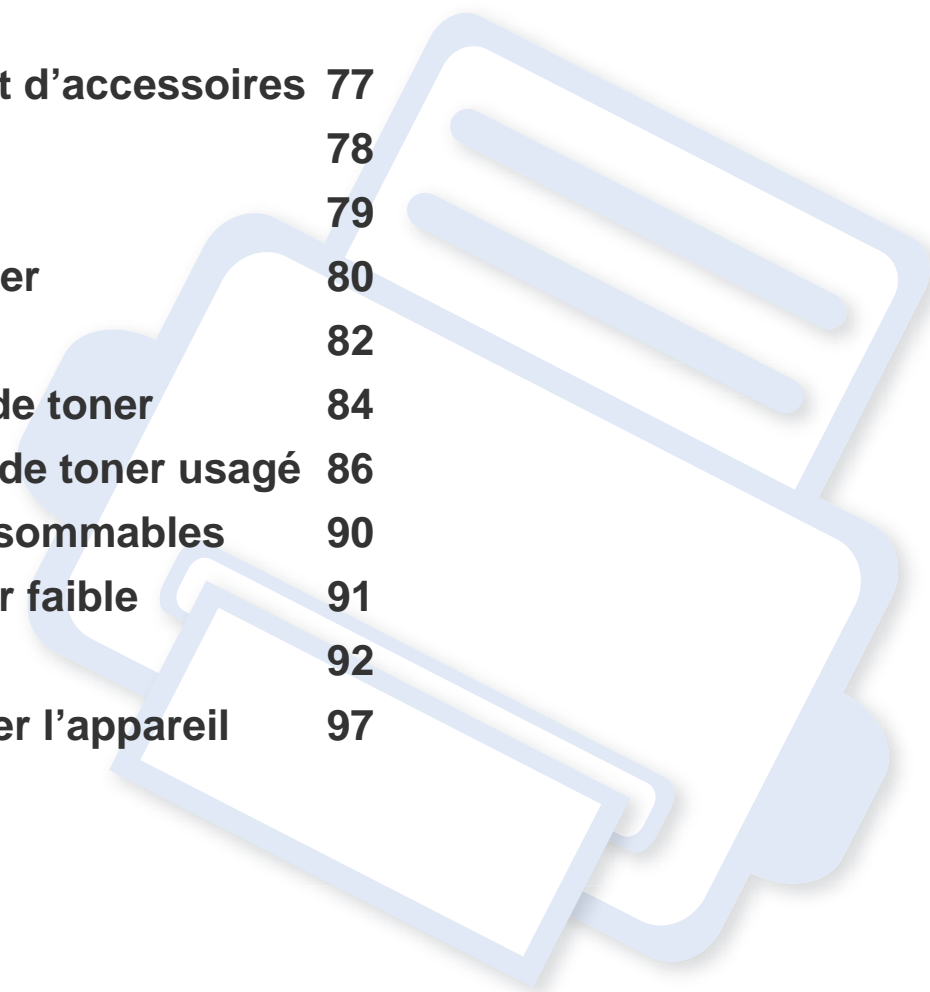 t d’accessoires 77
78
79
er 80
82
de toner 84
de toner usagé 86
sommables 90
r faible 91
92
er l’appareil 97